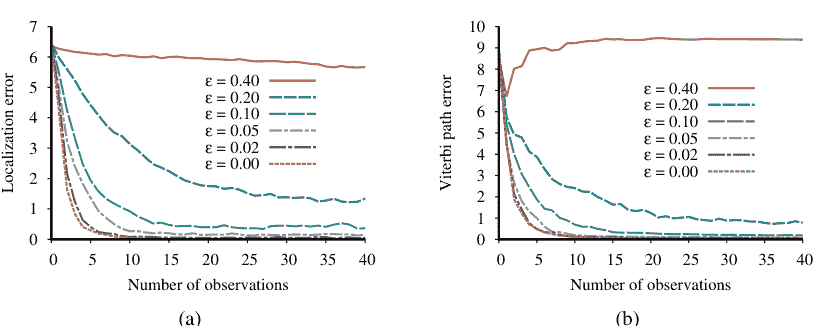 7
6
5
4
3
2
1
0
Localization error
ε = 0.40
ε = 0.20
ε = 0.10
ε = 0.05
ε = 0.02
ε = 0.00
0 5 10 15 20 25 30 35 40
Number of observations
(a)
10
9
8
7
6
5
4
3
2
1
0
Viterbi path error
ε = 0.40
ε = 0.20
ε = 0.10
ε = 0.05
ε = 0.02
ε = 0.00
0 5 10 15 20 25 30 35 40
Number of observations
(b)